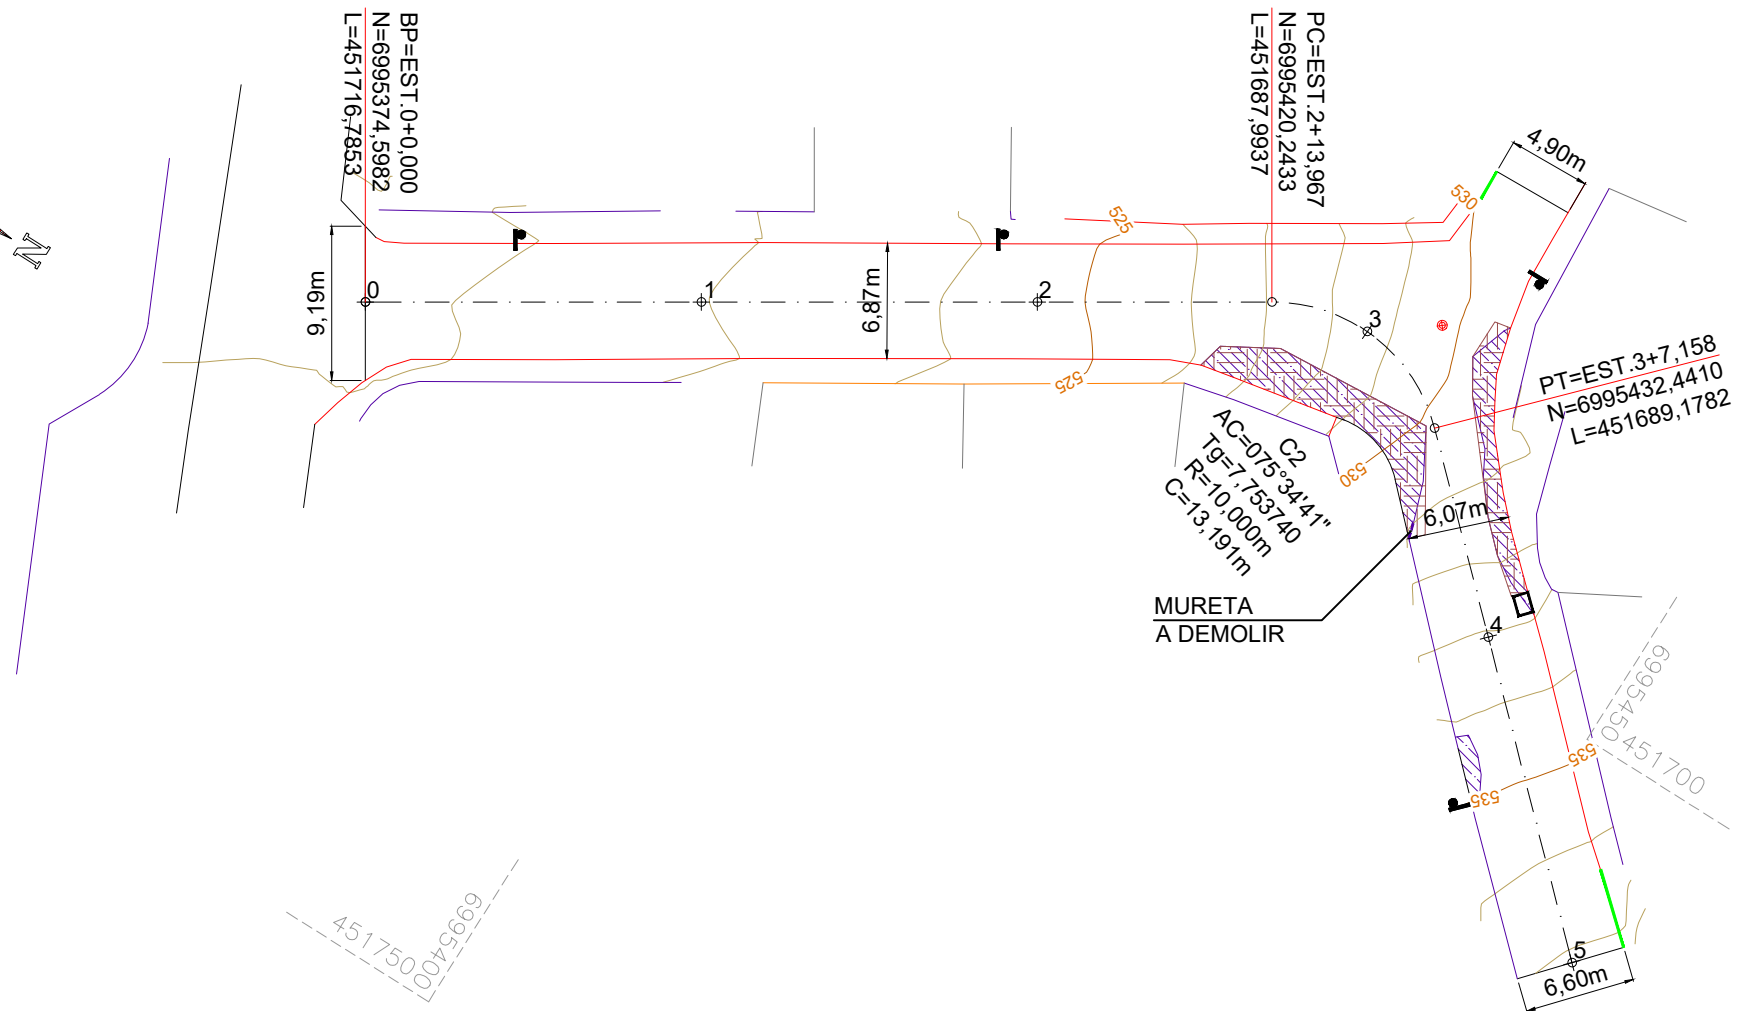 BP=EST.0+0,000
N=6995374,5982
L=451716,7853
PC=EST.2+13,967
N=6995420,2433
L=451687,9937
4,90m
530
525
N
9,19m
0
1
6,87m
2
3
PT=EST.3+7,158
N=6995432,4410
L=451689,1782
525
C2
AC=075°34'41"
Tg=7,753740
R=10,000m
C=13,191m
530
6,07m
MURETA
A DEMOLIR
4
6995450
451700
535
535
451750
6995400
5
6,60m